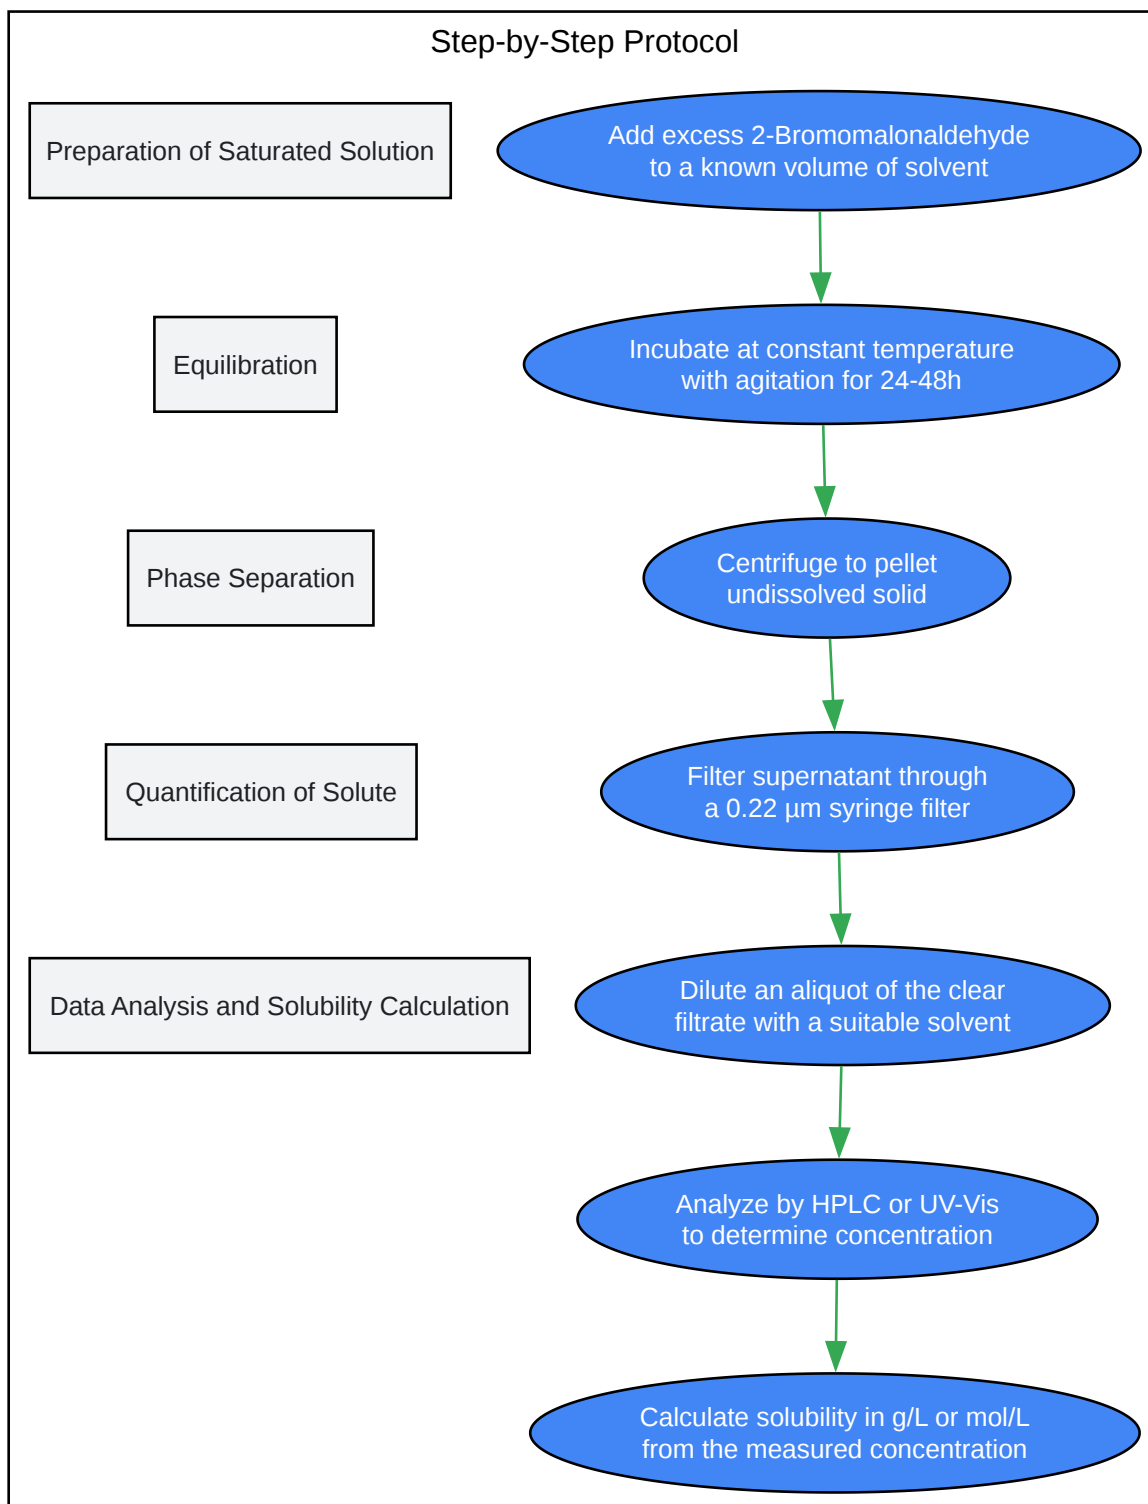 Step-by-Step Protocol
Preparation of Saturated Solution
Add excess 2-Bromomalonaldehyde
to a known volume of solvent
Equilibration
Incubate at constant temperature
with agitation for 24-48h
Phase Separation
Centrifuge to pellet
undissolved solid
Quantification of Solute
Filter supernatant through
a 0.22 µm syringe filter
Data Analysis and Solubility Calculation
Dilute an aliquot of the clear
filtrate with a suitable solvent
Analyze by HPLC or UV-Vis
to determine concentration
Calculate solubility in g/L or mol/L
from the measured concentration